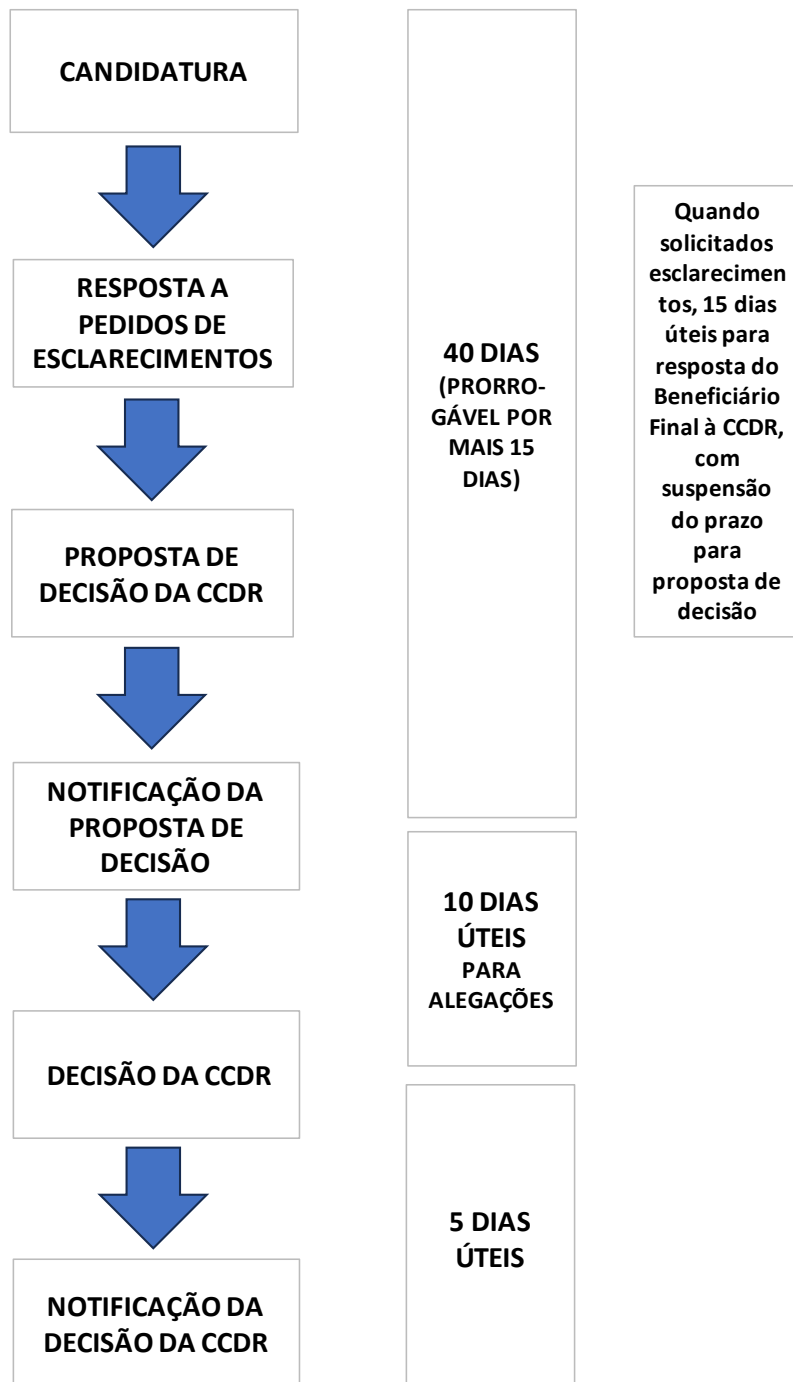 CANDIDATURA
RESPOSTA A
PEDIDOS DE
ESCLARECIMENTOS
PROPOSTA DE
DECISÃO DA CCDR
NOTIFICAÇÃO DA
PROPOSTA DE
DECISÃO
DECISÃO DA CCDR
NOTIFICAÇÃO DA
DECISÃO DA CCDR
40 DIAS
(PRORRO-
GÁVEL POR
MAIS 15
DIAS)
10 DIAS
ÚTEIS
PARA
ALEGAÇÕES
5 DIAS
ÚTEIS
Quando
solicitados
esclarecimen
tos, 15 dias
úteis para
resposta do
Beneficiário
Final à CCDR,
com
suspensão
do prazo
para
proposta de
decisão